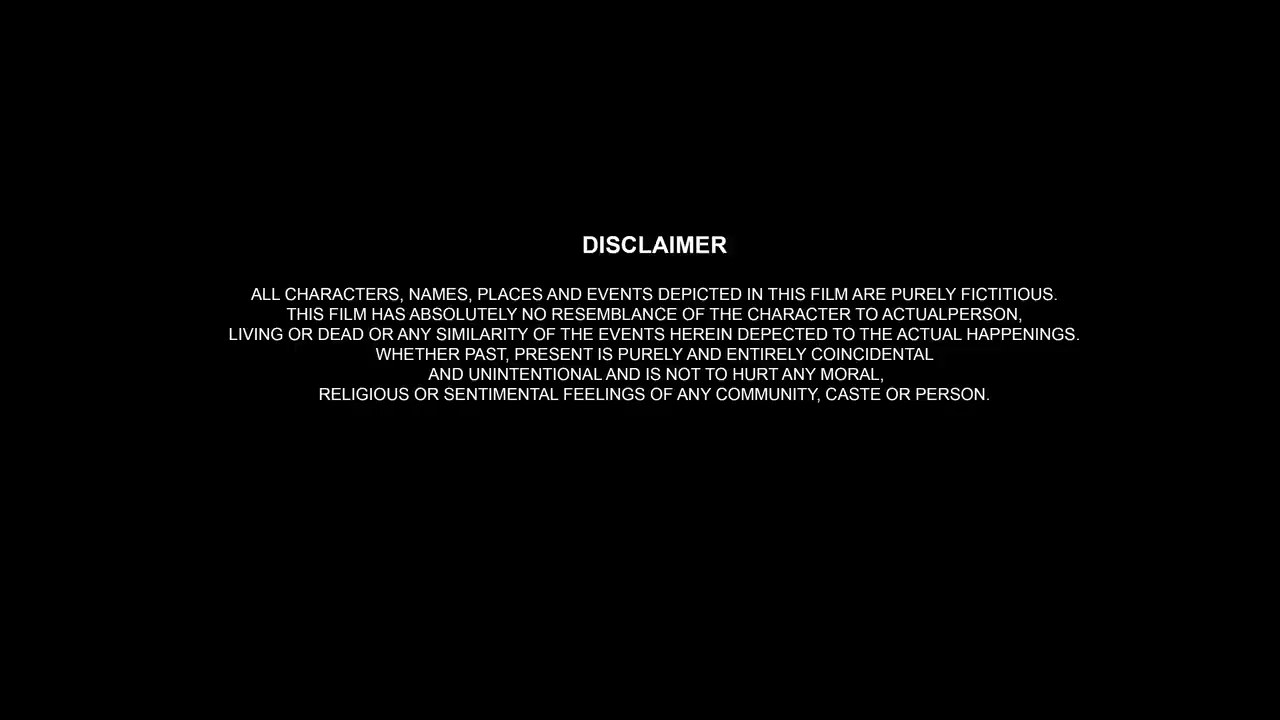 DISCLAIMER
ALL CHARACTERS, NAMES, PLACES AND EVENTS DEPICTED IN THIS FILM ARE PURELY FICTITIOUS.
THIS FILM HAS ABSOLUTELY NO RESEMBLANCE OF THE CHARACTER TO ACTUALPERSON,
LIVING OR DEAD OR ANY SIMILARITY OF THE EVENTS HEREIN DEPECTED TO THE ACTUAL HAPPENINGS.
WHETHER PAST, PRESENT IS PURELY AND ENTIRELY COINCIDENTAL
AND UNINTENTIONAL AND IS NOT TO HURT ANY MORAL,
RELIGIOUS OR SENTIMENTAL FEELINGS OF ANY COMMUNITY, CASTE OR PERSON.